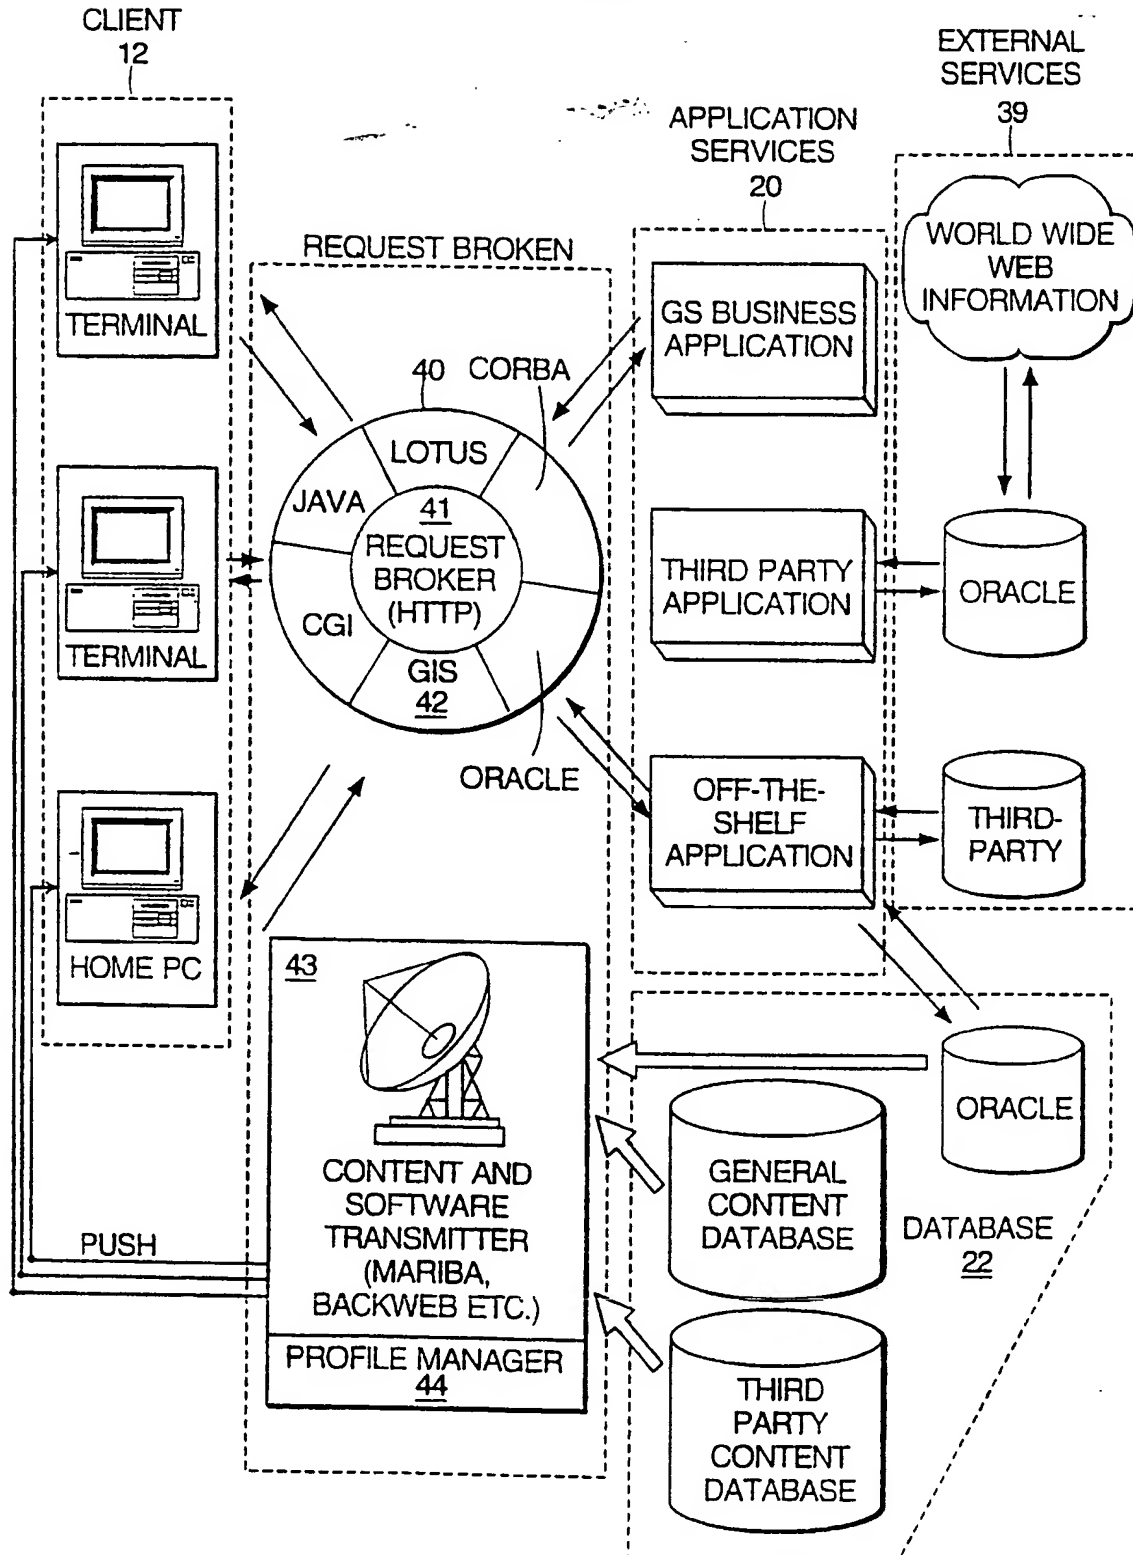 CLIENT
12
EXTERNAL
SERVICES
39
APPLICATION
SERVICES
20
REQUEST BROKEN
TERMINAL
TERMINAL
HOME PC
40
CORBA
LOTUS
JAVA
41
REQUEST
BROKER
(HTTP)
CGI
GIS
42
ORACLE
GS BUSINESS
APPLICATION
THIRD PARTY
APPLICATION
OFF-THE-
SHELF
APPLICATION
WORLD WIDE
WEB
INFORMATION
ORACLE
THIRD-
PARTY
43
CONTENT AND
SOFTWARE
TRANSMITTER
(MARIBA,
BACKWEB ETC.)
PROFILE MANAGER
44
PUSH
ORACLE
GENERAL
CONTENT
DATABASE
DATABASE
22
THIRD
PARTY
CONTENT
DATABASE